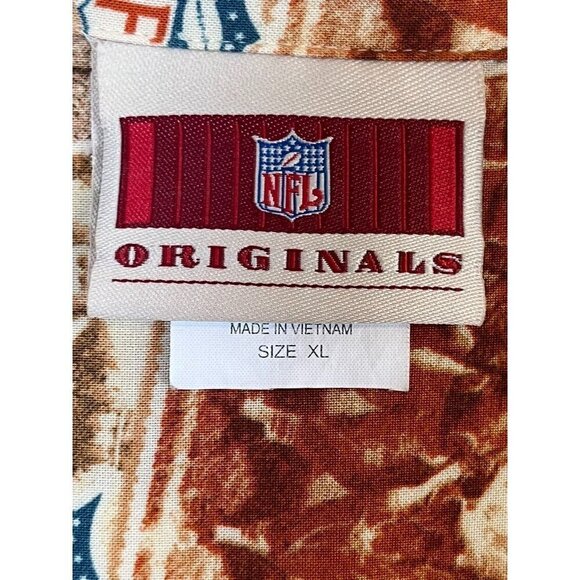 F
NFL
ORIGINALS
MADE IN VIETNAM
SIZE XL